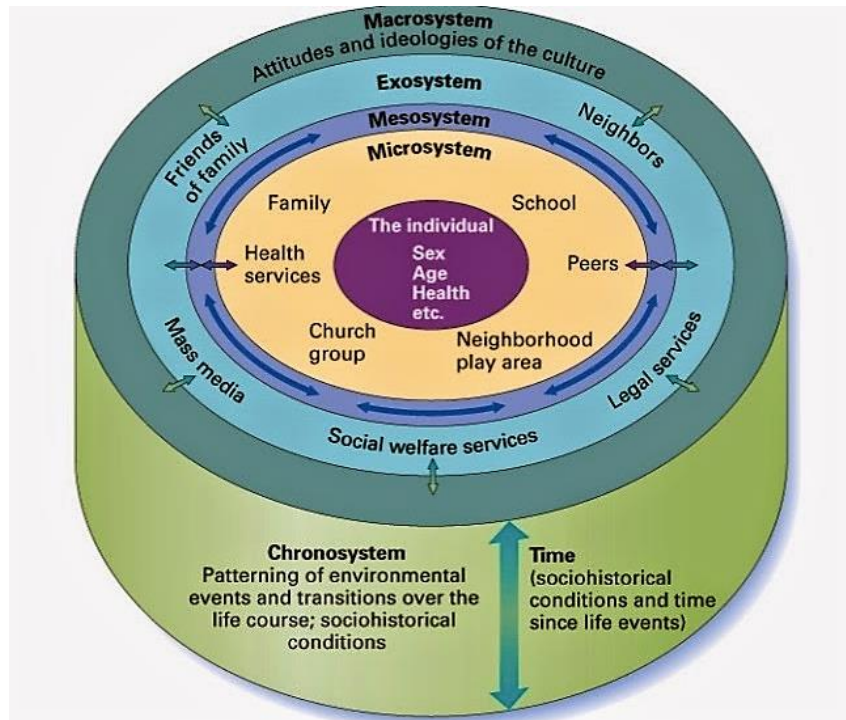 Macrosystem
Attitudes and ideologies of the culture
Exosystem
Mesosystem
Microsystem
Friends
of family
Neighbors
Family
School
The individual
Sex
Age
Health
etc.
Health
services
Peers
Church
group
Neighborhood
play area
Mass media
Legal services
Social welfare services
Chronosystem
Patterning of environmental
events and transitions over the
life course; sociohistorical
conditions
Time
(sociohistorical
conditions and time
since life events)